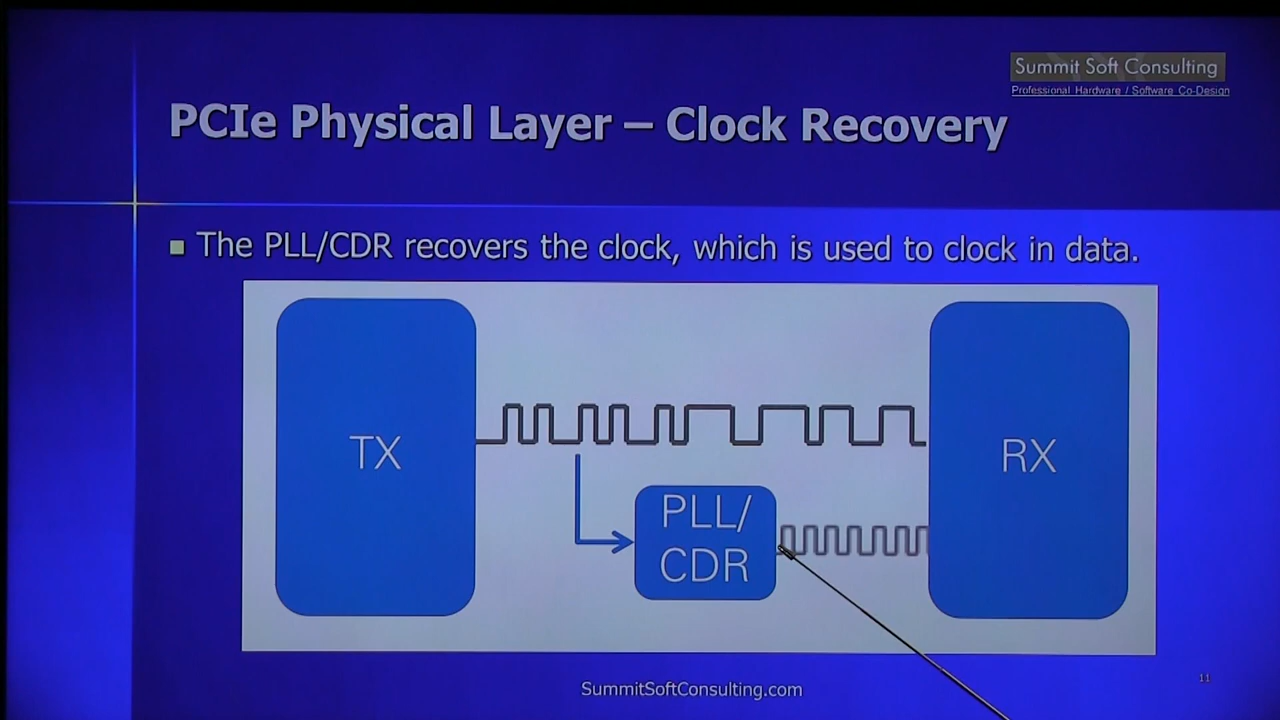 Summit Soft Consulting
Professional Hardware / Software Co-Design
PCIe Physical Layer – Clock Recovery
■ The PLL/CDR recovers the clock, which is used to clock in data.
TX
PLL/
CDR
RX
SummitSoftConsulting.com
11